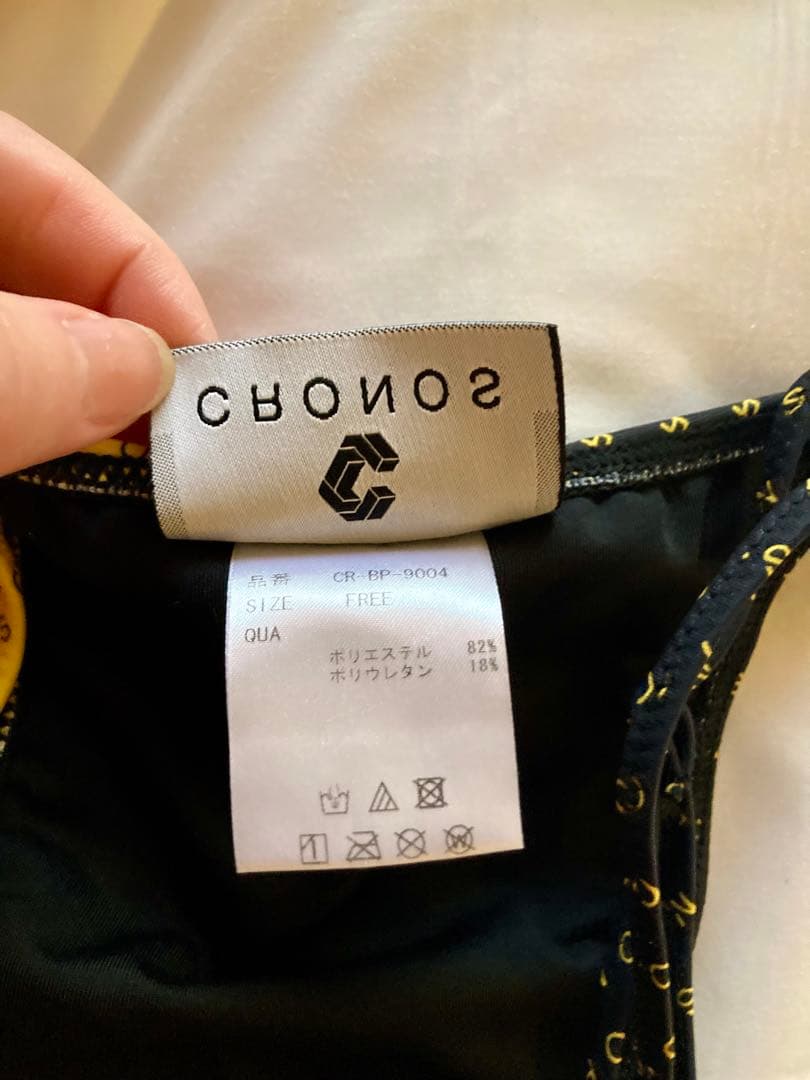 CRONOS
品番 CR-BP-9004
SIZE FREE
QUA
ポリエステル 82%
ポリウレタン 18%